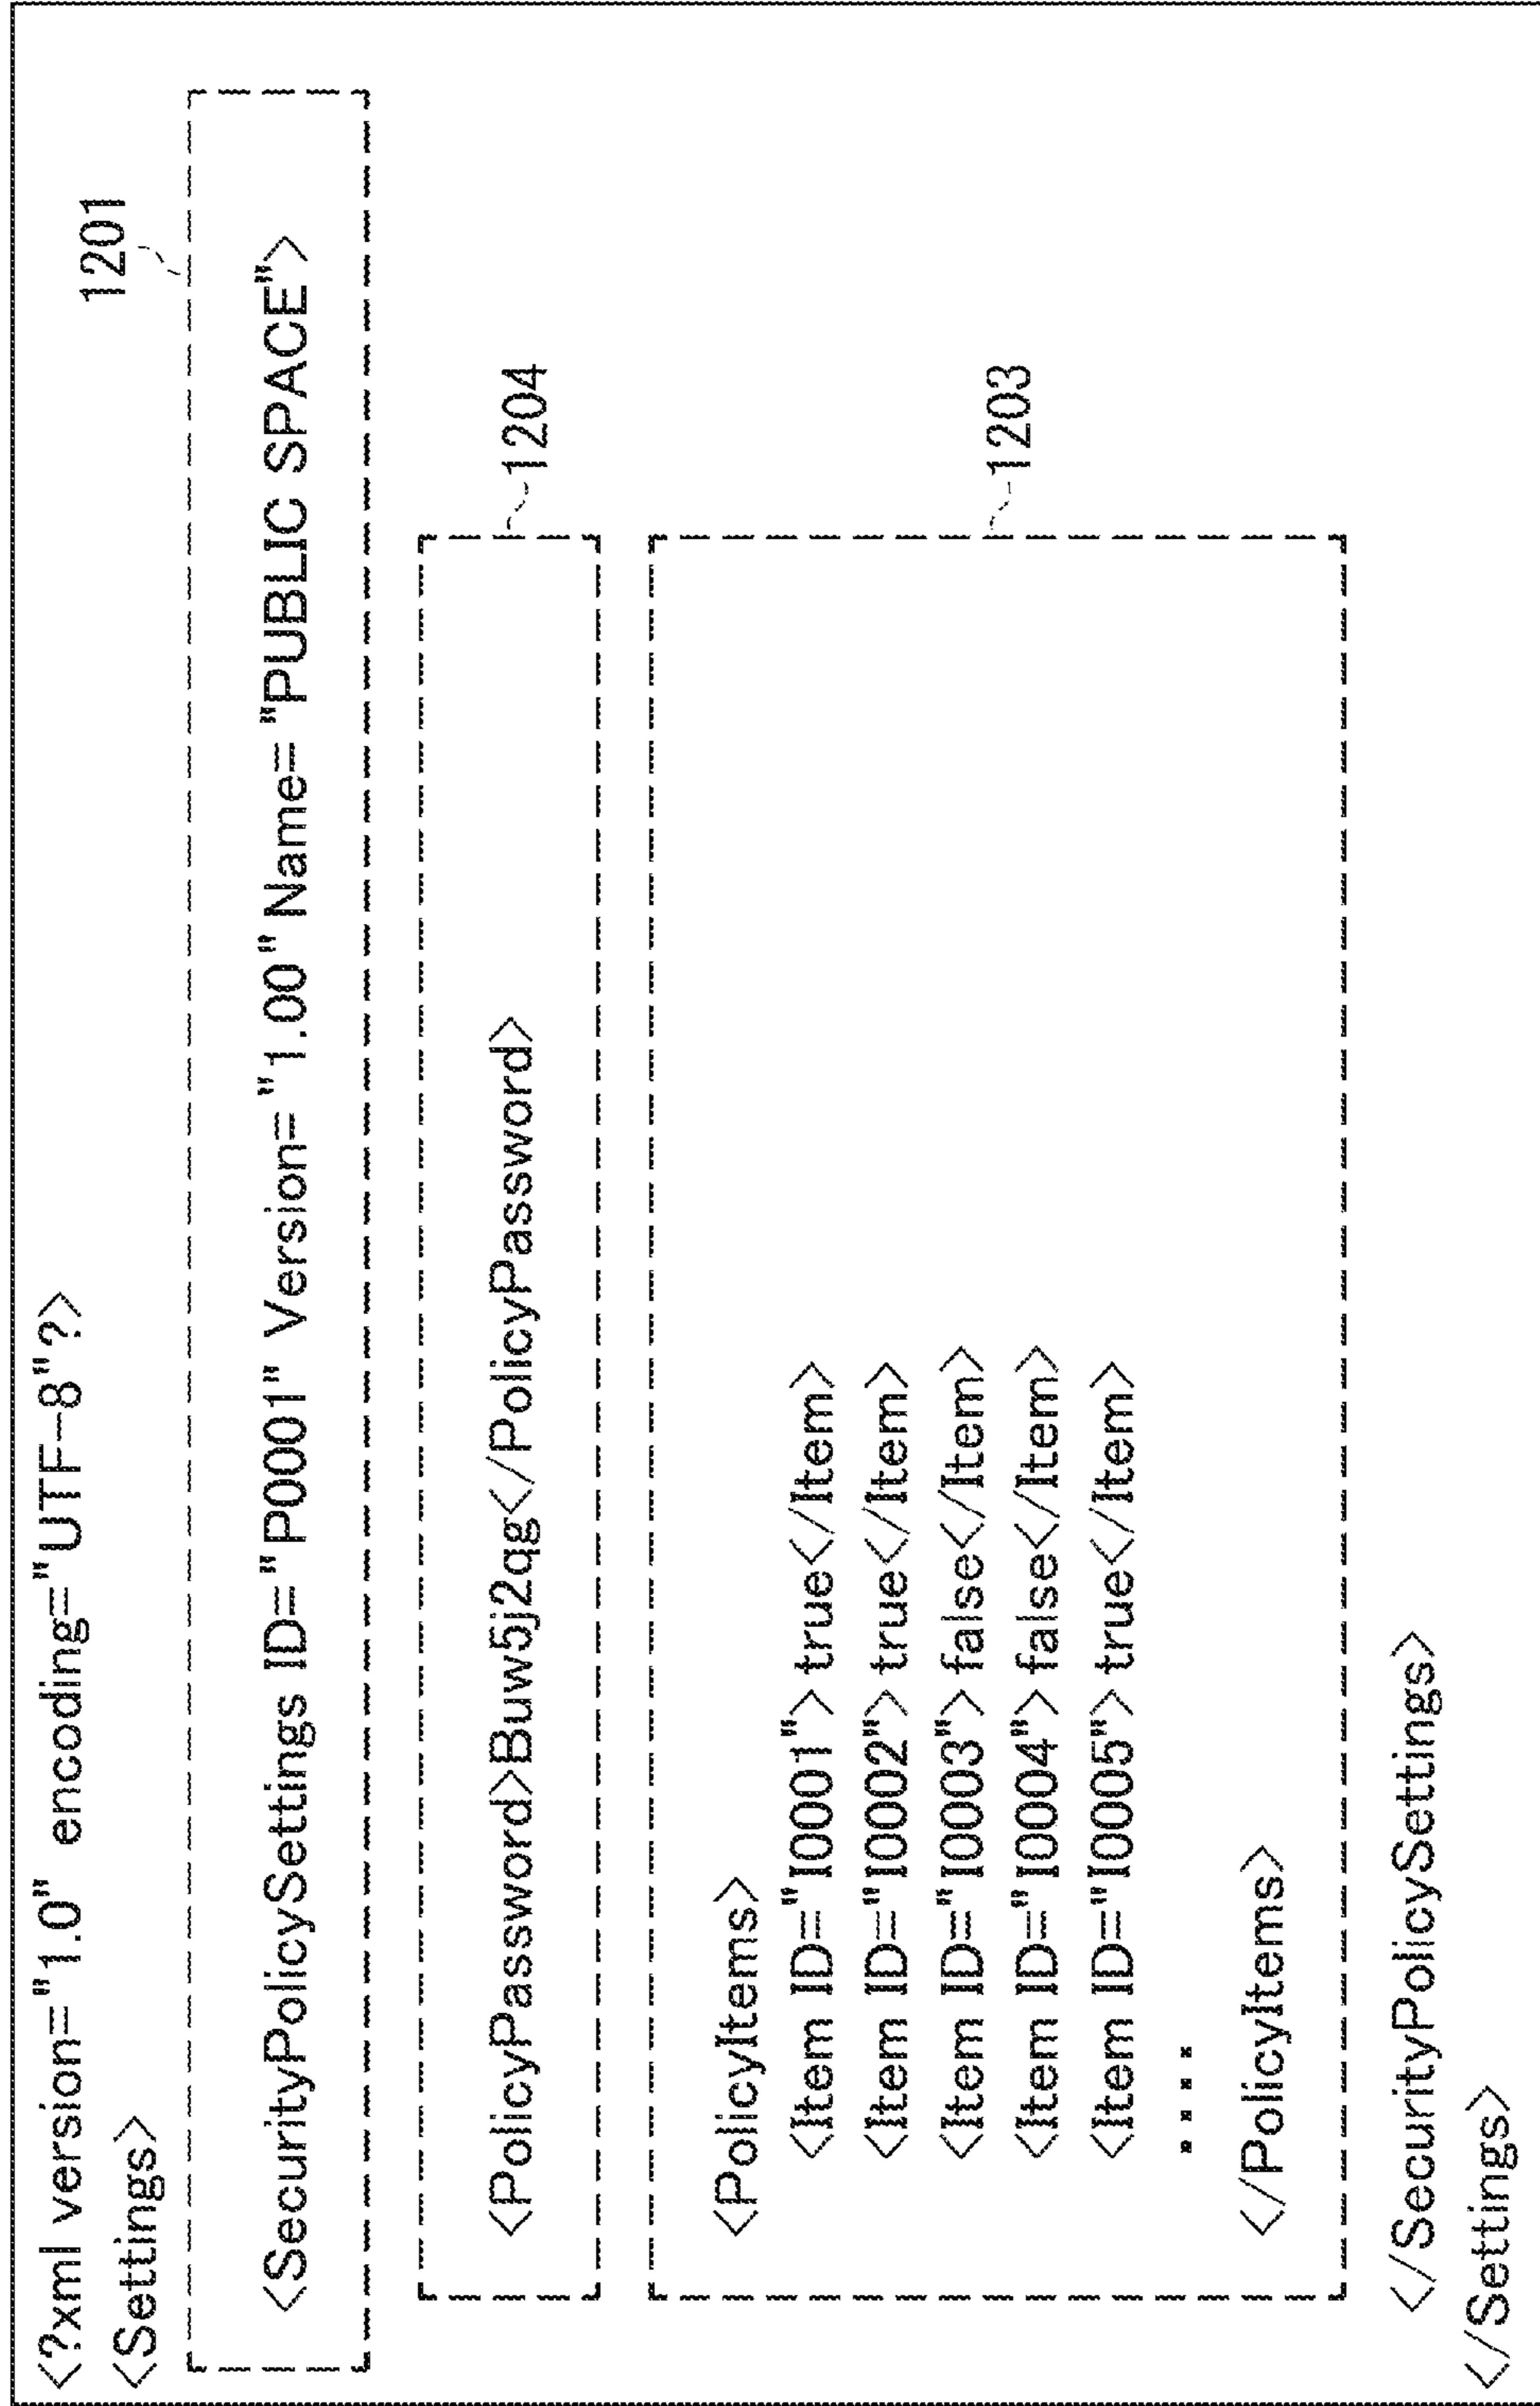 <?xml version="1.0" encoding="UTF-8"?>
<Settings>
1201
<SecurityPolicySettings ID="P0001" Version="1.00" Name="PUBLIC SPACE">
<PolicyPassword>Buw5j2qg</PolicyPassword>
1204
<PolicyItems>
<Item ID="I0001">true</Item>
<Item ID="I0002">true</Item>
<Item ID="I0003">false</Item>
1203
<Item ID="I0004">false</Item>
<Item ID="I0005">true</Item>
....
</PolicyItems>
</SecurityPolicySettings>
</Settings>